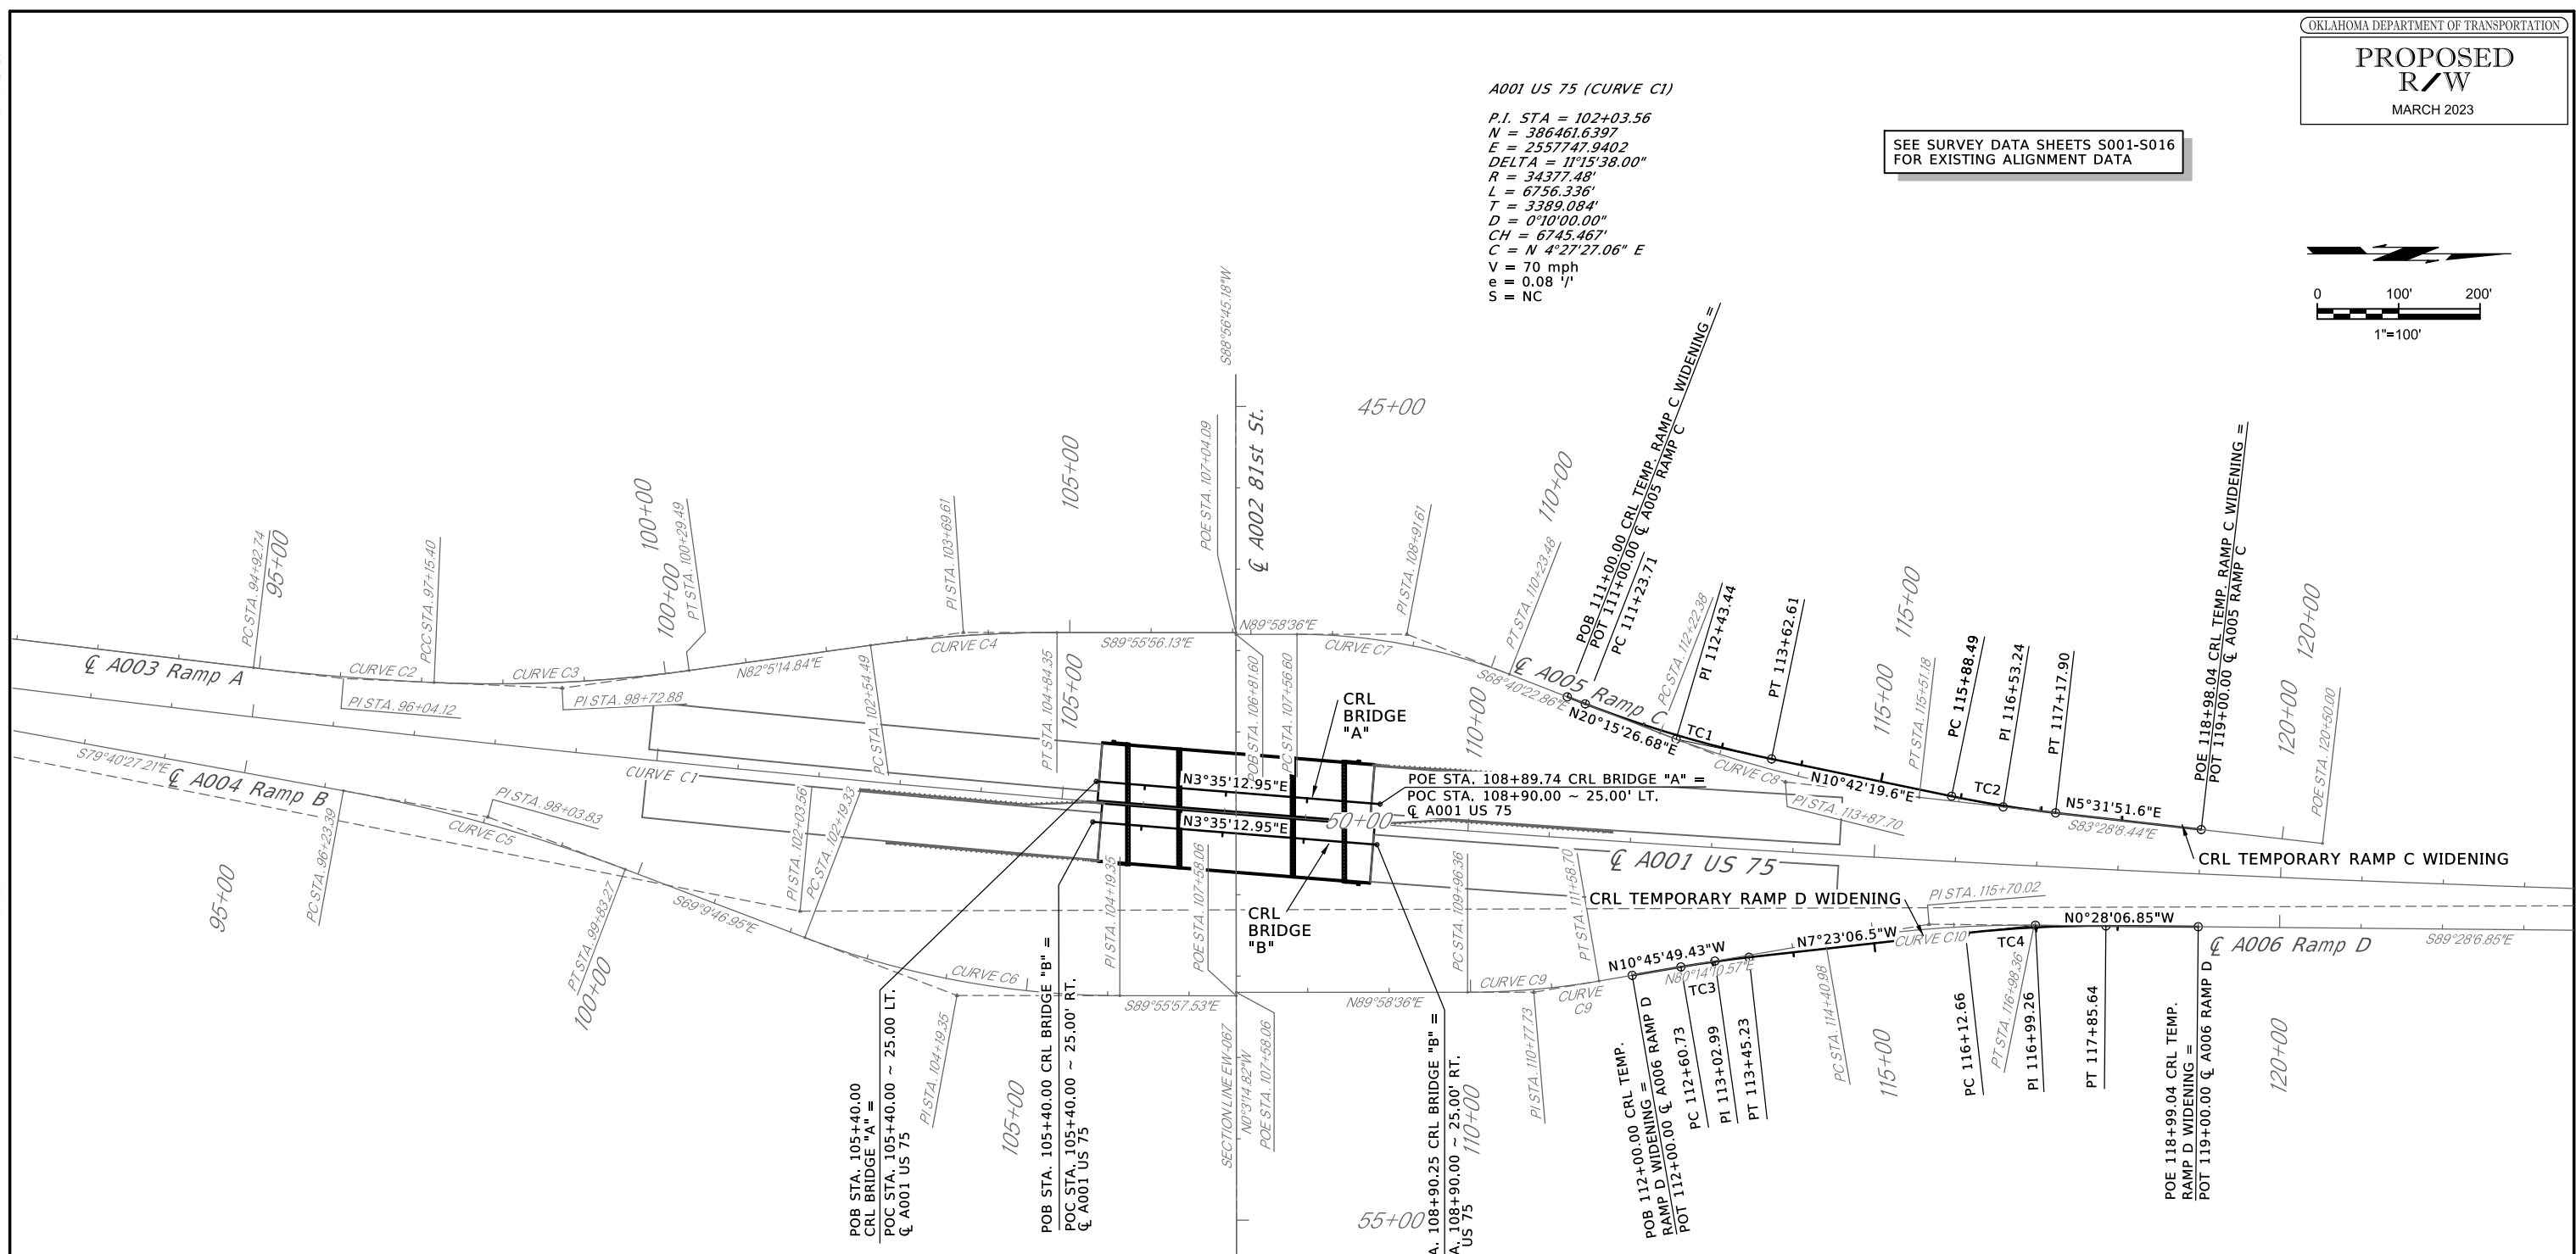 OKLAHOMA DEPARTMENT OF TRANSPORTATION
PROPOSED
R/W
MARCH 2023
A001 US 75 (CURVE C1)
P.I. STA = 102+03.56
N = 386461.6397
E = 2557747.9402
DELTA = 11°15'38.00"
R = 34377.48'
L = 6756.336'
T = 3389.084'
D = 0°10'00.00"
CH = 6745.467'
C = N 4°27'27.06" E
V = 70 mph
e = 0.08 '/'
S = NC
SEE SURVEY DATA SHEETS S001-S016
FOR EXISTING ALIGNMENT DATA
0 100' 200'
1"=100'
S88°56'45.18"W
℄ A002 81st St.
45+00
POE STA. 107+04.09
PC STA. 94+92.74
95+00
PCC STA. 97+15.40
100+00
100+00
PT STA. 100+29.49
PI STA. 103+69.61
105+00
PI STA. 108+91.61
110+00
PT STA. 110+23.48
POB 111+00.00 CRL TEMP. RAMP C WIDENING =
POT 111+00.00 ℄ A005 RAMP C
PC 111+23.71
PC STA. 112+22.38
PI 112+43.44
PT 113+62.61
115+00
115+00
PT STA. 115+51.18
PC 115+88.49
PI 116+53.24
PT 117+17.90
POE 118+98.04 CRL TEMP. RAMP C WIDENING =
POT 119+00.00 ℄ A005 RAMP C
120+00
120+00
POE STA. 120+50.00
℄ A003 Ramp A
CURVE C2
CURVE C3
N82°5'14.84"E
CURVE C4
S89°55'56.13"E
N89°58'36"E
CURVE C7
S68°40'22.86"E
℄ A005 Ramp C
N20°15'26.68"E
TC1
CURVE C8
N10°42'19.6"E
TC2
N5°31'51.6"E
S83°28'8.44"E
PI STA. 113+87.70
CRL TEMPORARY RAMP C WIDENING
PI STA. 96+04.12
PI STA. 98+72.88
PC STA. 102+54.49
PT STA. 104+84.35
105+00
POB STA. 106+81.60
PC STA. 107+56.60
110+00
CRL
BRIDGE
"A"
N3°35'12.95"E
POE STA. 108+89.74 CRL BRIDGE "A" =
POC STA. 108+90.00 ~ 25.00' LT.
℄ A001 US 75
S79°40'27.21"E
℄ A004 Ramp B
CURVE C1
N3°35'12.95"E
50+00
℄ A001 US 75
PI STA. 98+03.83
CURVE C5
PC STA. 96+23.39
95+00
PI STA. 102+03.56
PC STA. 102+19.33
PT STA. 99+83.27
100+00
S69°9'46.95"E
PI STA. 104+19.35
CURVE C6
PI STA. 104+19.35
105+00
S89°55'57.53"E
POE STA. 107+58.06
CRL
BRIDGE
"B"
SECTION LINE EW-067
N0°3'14.82"W
POE STA. 107+58.06
N89°58'36"E
PC STA. 109+96.36
CURVE C9
PT STA. 111+58.70
CURVE
C9
PI STA. 110+77.73
110+00
CRL TEMPORARY RAMP D WIDENING
N10°45'49.43"W
N80°14'10.57"E
TC3
N7°23'06.5"W
CURVE C10
PI STA. 115+70.02
TC4
N0°28'06.85"W
℄ A006 Ramp D
S89°28'6.85"E
POB STA. 105+40.00
CRL BRIDGE "A" =
POC STA. 105+40.00 ~ 25.00 LT.
℄ A001 US 75
POB STA. 105+40.00 CRL BRIDGE "B" =
POC STA. 105+40.00 ~ 25.00' RT.
℄ A001 US 75
A. 108+90.25 CRL BRIDGE "B" =
A. 108+90.00 ~ 25.00' RT.
US 75
55+00
POB 112+00.00 CRL TEMP.
RAMP D WIDENING =
POT 112+00.00 ℄ A006 RAMP D
PC 112+60.73
PI 113+02.99
PT 113+45.23
PC STA. 114+40.98
115+00
PC 116+12.66
PT STA. 116+98.36
PI 116+99.26
PT 117+85.64
POE 118+99.04 CRL TEMP.
RAMP D WIDENING =
POT 119+00.00 ℄ A006 RAMP D
120+00